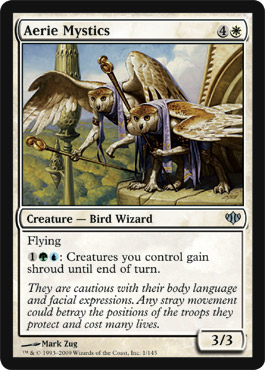 Aerie Mystics 4
Creature — Bird Wizard
Flying
1: Creatures you control gain
shroud until end of turn.
They are cautious with their body language
and facial expressions. Any stray movement
could betray the positions of the troops they
protect and cost many lives.
3/3
Mark Zug
™ & © 1993-2009 Wizards of the Coast, Inc. 1/145